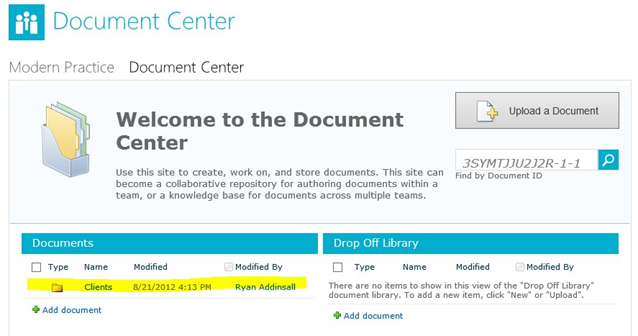 Document Center
Modern Practice Document Center
Welcome to the Document
Center
Upload a Document
Use this site to create, work on, and store documents. This site can
become a collaborative repository for authoring documents within a
team, or a knowledge base for documents across multiple teams.
3SYMTJJU2J2R-1-1
Find by Document ID
Documents
Type Name Modified Modified By
Clients 8/21/2012 4:13 PM Ryan Addinsall
Add document
Drop Off Library
Type Name Modified Modified By
There are no items to show in this view of the "Drop Off Library"
document library. To add a new item, click "New" or "Upload".
Add document